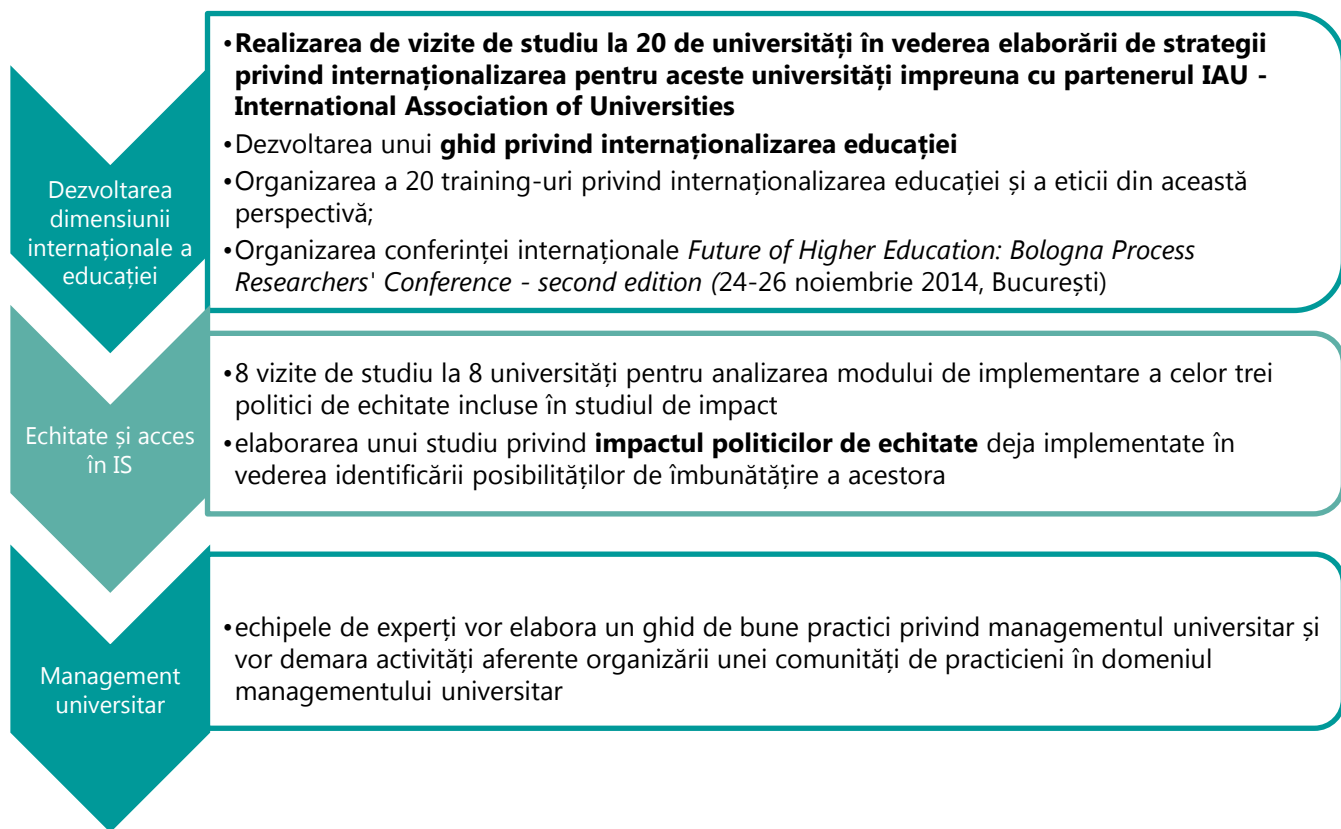 Dezvoltarea
dimensiunii
internaționale a
educației
•Realizarea de vizite de studiu la 20 de universități în vederea elaborării de strategii
privind internaționalizarea pentru aceste universități impreuna cu partenerul IAU -
International Association of Universities
•Dezvoltarea unui ghid privind internaționalizarea educației
•Organizarea a 20 training-uri privind internaționalizarea educației și a eticii din această
perspectivă;
•Organizarea conferinței internaționale Future of Higher Education: Bologna Process
Researchers' Conference - second edition (24-26 noiembrie 2014, București)
Echitate și acces
în IS
•8 vizite de studiu la 8 universități pentru analizarea modului de implementare a celor trei
politici de echitate incluse în studiul de impact
•elaborarea unui studiu privind impactul politicilor de echitate deja implementate în
vederea identificării posibilităților de îmbunătățire a acestora
Management
universitar
•echipele de experți vor elabora un ghid de bune practici privind managementul universitar și
vor demara activități aferente organizării unei comunități de practicieni în domeniul
managementului universitar